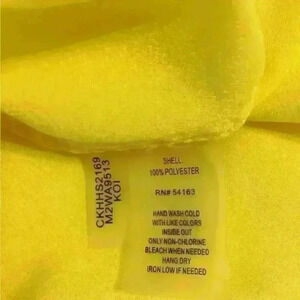 CKHHS2169
M2WA9513
KOI
SHELL
100% POLYESTER
RN# 54163
HAND WASH COLD
WITH LIKE COLORS
INSIDE OUT
ONLY NON-CHLORINE
BLEACH WHEN NEEDED
HANG DRY
IRON LOW IF NEEDED